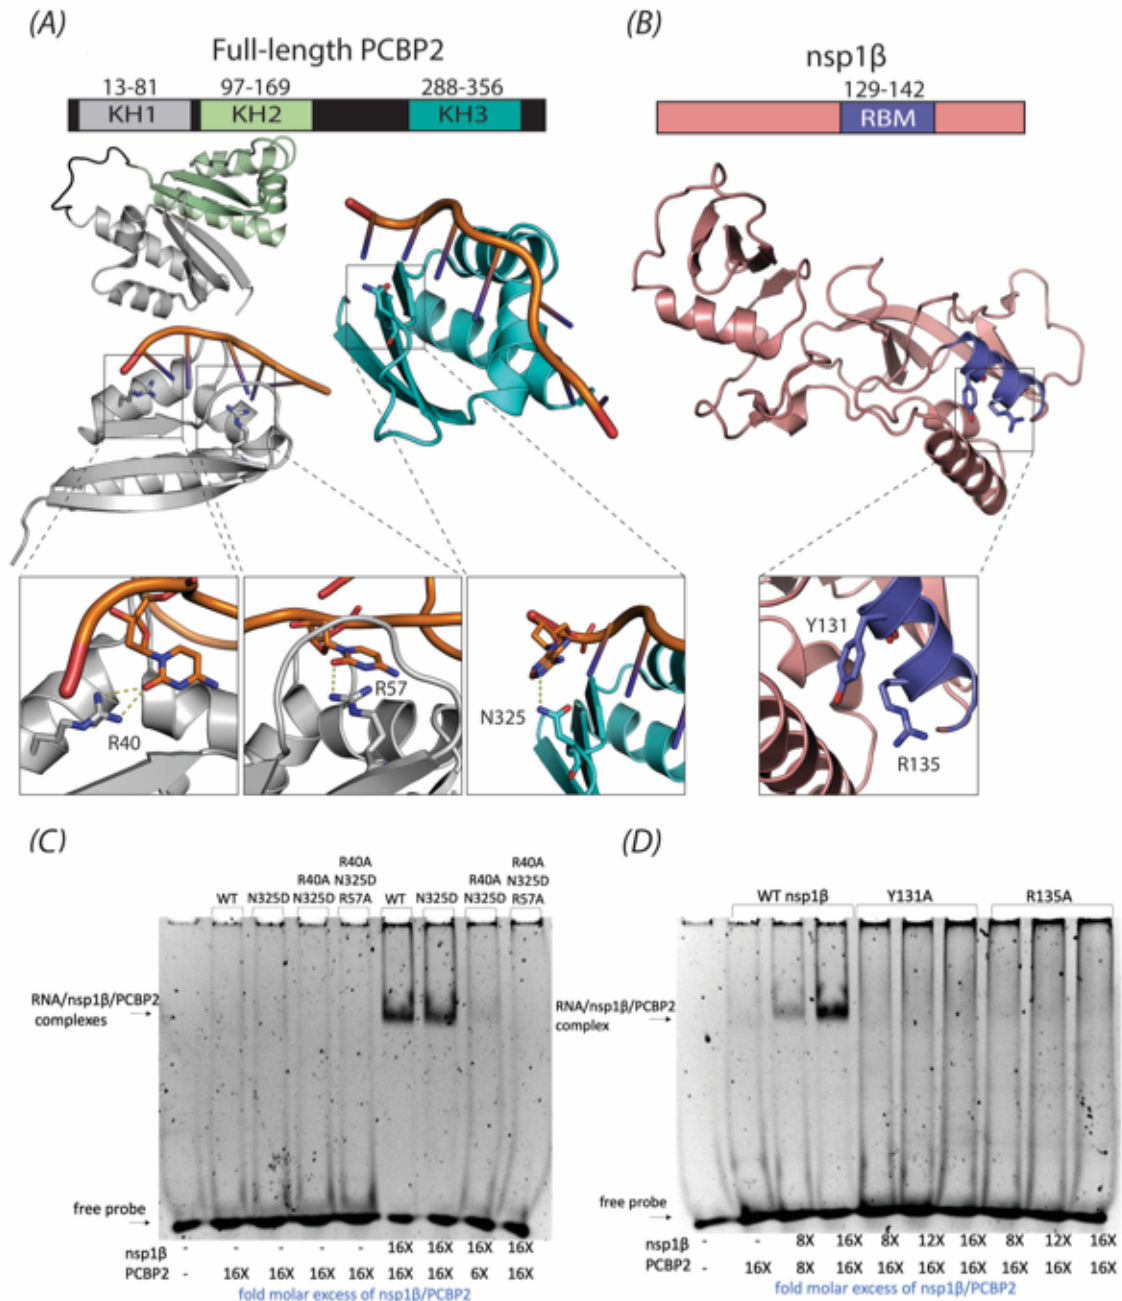 (A)
Full-length PCBP2
13-81 97-169 288-356
KH1 KH2 KH3
(B)
nsp1β
129-142
RBM
R40
R57
N325
Y131
R135
(C)
R40A R40A
R40A N325D R40A N325D
WT N325D N325D R57A WT N325D N325D R57A
RNA/nsp1β/PCBP2
complexes
free probe
nsp1β - - - - - 16X 16X 16X 16X
PCBP2 - 16X 16X 16X 16X 16X 16X 6X 16X
fold molar excess of nsp1β/PCBP2
(D)
WT nsp1β Y131A R135A
RNA/nsp1β/PCBP2
complex
free probe
nsp1β - - 8X 16X 8X 12X 16X 8X 12X 16X
PCBP2 - 16X 8X 16X 16X 16X 16X 16X 16X 16X
fold molar excess of nsp1β/PCBP2